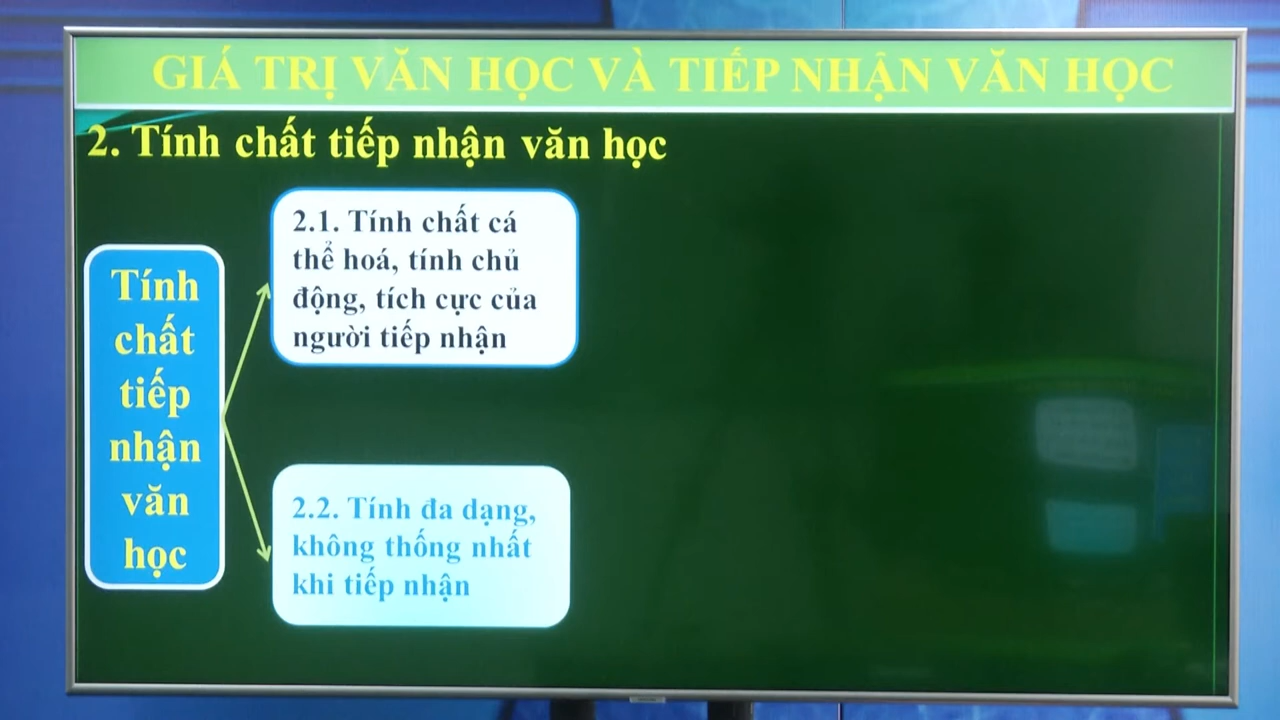 GIÁ TRỊ VĂN HỌC VÀ TIẾP NHẬN VĂN HỌC
2. Tính chất tiếp nhận văn học
Tính
chất
tiếp
nhận
văn
học
2.1. Tính chất cá
thể hoá, tính chủ
động, tích cực của
người tiếp nhận
2.2. Tính đa dạng,
không thống nhất
khi tiếp nhận